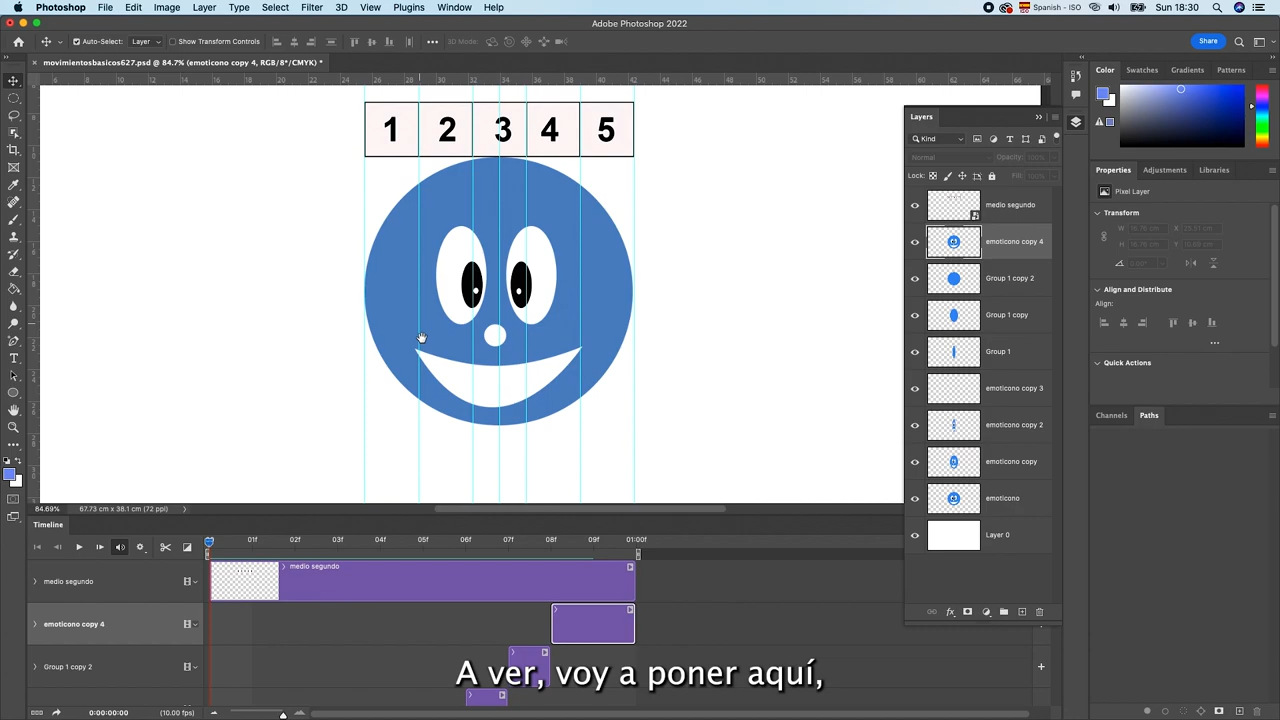 Photoshop File Edit Image Layer Type Select Filter 3D View Plugins Window Help Spanish - ISO Sun 18:30
Adobe Photoshop 2022
Auto-Select: Layer Show Transform Controls 3D Mode: Share
movimientosbasicos627.psd @ 84.7% (emoticono copy 4, RGB/8*/CMYK) *
1 2 3 4 5
Color Swatches Gradients Patterns
Layers
Kind
Normal Opacity: 100%
Lock: Fill: 100%
medio segundo
emoticono copy 4
Group 1 copy 2
Group 1 copy
Group 1
emoticono copy 3
emoticono copy 2
emoticono copy
emoticono
Layer 0
Properties Adjustments Libraries
Pixel Layer
Transform
Align and Distribute
Align:
Quick Actions
Channels Paths
84.69% 67.73 cm x 38.1 cm (72 ppi)
Timeline
01f 02f 03f 04f 05f 06f 07f 08f 09f 01:00f
medio segundo medio segundo
emoticono copy 4
Group 1 copy 2
A ver, voy a poner aquí,
0:00:00:00 (10.00 fps)